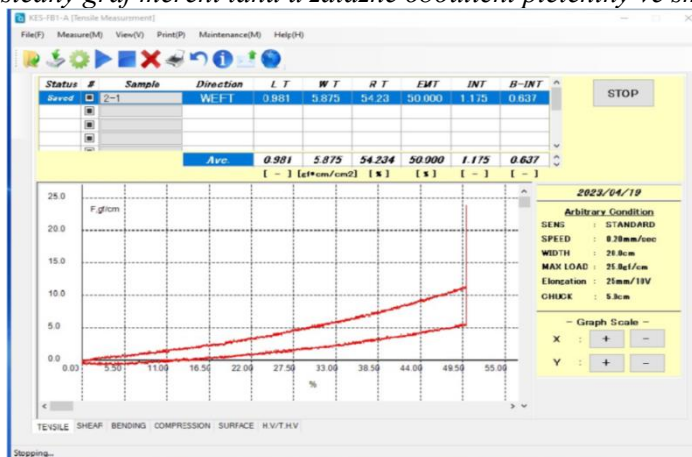 KES-FB1-A [Tensile Measurement]
File(F) Measure(M) View(V) Print(P) Maintenance(M) Help(H)
Status # Sample Direction L T W T R T EMT INT B-INT
Saved 2-1 WEFT 0.981 5.875 54.23 50.000 1.175 0.637
STOP
Ave. 0.981 5.875 54.234 50.000 1.175 0.637
[ - ] [gf*cm/cm2] [%] [%] [ - ] [ - ]
25.0
F,gf/cm
20.0
15.0
10.0
5.0
0.0
0.00 5.50 11.00 16.50 22.00 27.50 33.00 38.50 44.00 49.50 55.00
%
2023/04/19
Arbitrary Condition
SENS : STANDARD
SPEED : 0.20mm/sec
WIDTH : 20.0cm
MAX LOAD : 25.0gf/cm
Elongation : 25mm/10V
CHUCK : 5.0cm
- Graph Scale -
X : + -
Y : + -
TENSILE SHEAR BENDING COMPRESSION SURFACE H.V/T.H.V
Stopping...